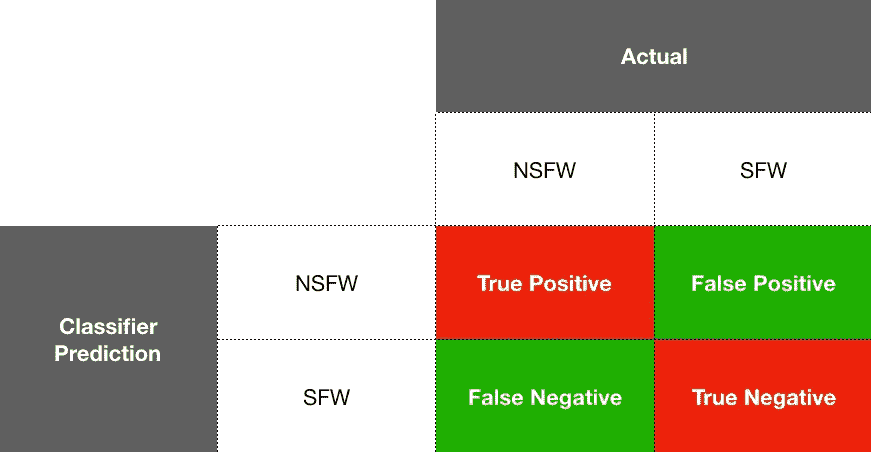 Actual
NSFW SFW
Classifier
Prediction
NSFW True Positive False Positive
SFW False Negative True Negative